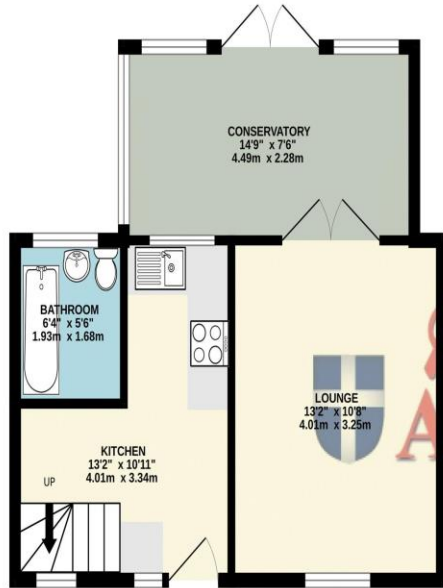 CONSERVATORY
14'9" x 7'6"
4.49m x 2.28m
BATHROOM
6'4" x 5'6"
1.93m x 1.68m
LOUNGE
13'2" x 10'8"
4.01m x 3.25m
KITCHEN
13'2" x 10'11"
4.01m x 3.34m
UP